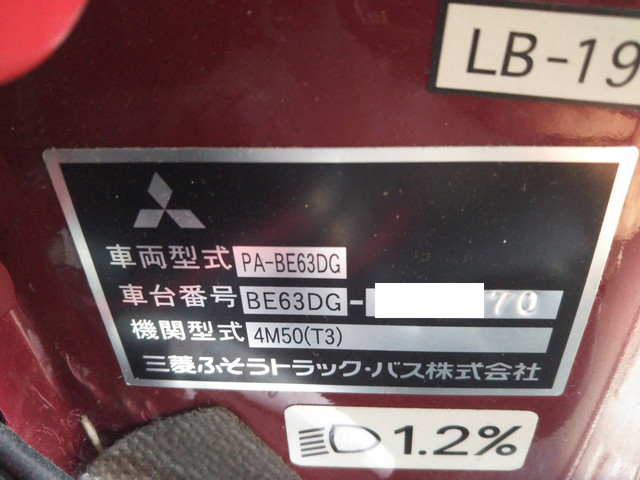 LB-19
車両型式 PA-BE63DG
車台番号 BE63DG-70
機関型式 4M50(T3)
三菱ふそうトラック・バス株式会社
1.2%